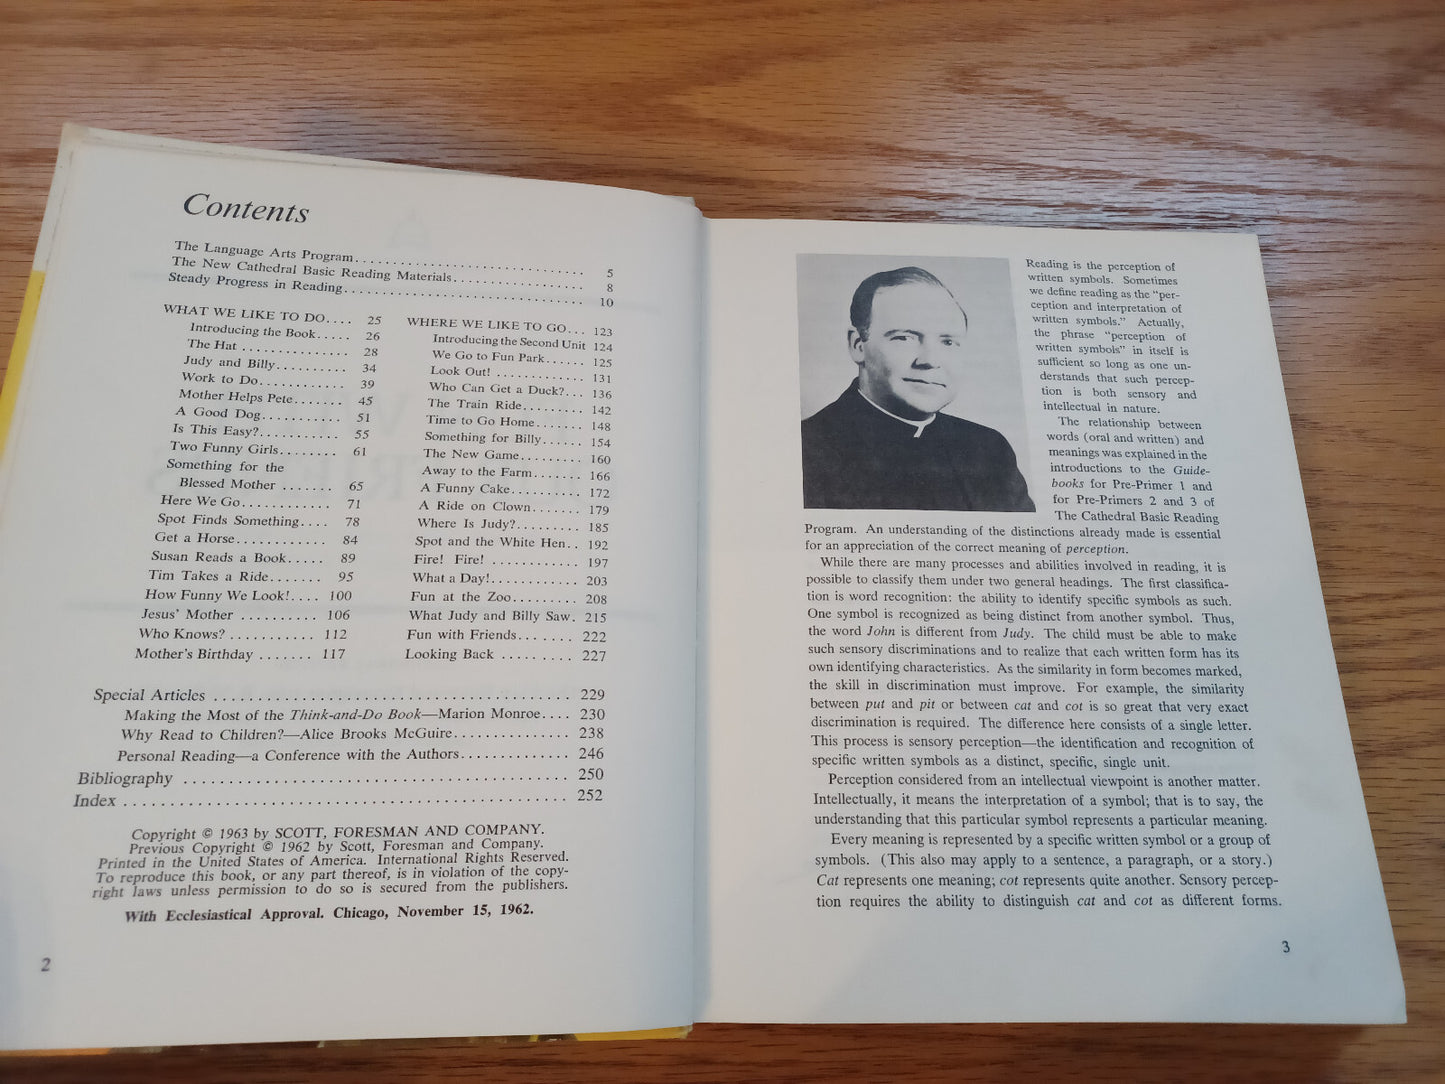 Contents
The Language Arts Program . . . . . . . . . . . . . . . . . . . . . . . . . . . . . 5
The New Cathedral Basic Reading Materials . . . . . . . . . . . . . . . . . 8
Steady Progress in Reading . . . . . . . . . . . . . . . . . . . . . . . . . . . . . . 10
WHAT WE LIKE TO DO . . . . 25
Introducing the Book . . . . . 26
The Hat . . . . . . . . . . . . . . 28
Judy and Billy . . . . . . . . . . 34
Work to Do . . . . . . . . . . . . 39
Mother Helps Pete . . . . . . . 45
A Good Dog . . . . . . . . . . . 51
Is This Easy? . . . . . . . . . . . 55
Two Funny Girls . . . . . . . . 61
Something for the
Blessed Mother . . . . . . . 65
Here We Go . . . . . . . . . . . . 71
Spot Finds Something . . . . 78
Get a Horse . . . . . . . . . . . . 84
Susan Reads a Book . . . . . 89
Tim Takes a Ride . . . . . . . 95
How Funny We Look! . . . . 100
Jesus' Mother . . . . . . . . . . 106
Who Knows? . . . . . . . . . . . 112
Mother's Birthday . . . . . . . 117
WHERE WE LIKE TO GO . . . 123
Introducing the Second Unit 124
We Go to Fun Park . . . . . . 125
Look Out! . . . . . . . . . . . . . 131
Who Can Get a Duck? . . . 136
The Train Ride . . . . . . . . . 142
Time to Go Home . . . . . . . 148
Something for Billy . . . . . . 154
The New Game . . . . . . . . . 160
Away to the Farm . . . . . . . 166
A Funny Cake . . . . . . . . . . 172
A Ride on Clown . . . . . . . . 179
Where Is Judy? . . . . . . . . . 185
Spot and the White Hen . . 192
Fire! Fire! . . . . . . . . . . . . 197
What a Day! . . . . . . . . . . . . 203
Fun at the Zoo . . . . . . . . . . 208
What Judy and Billy Saw . 215
Fun with Friends . . . . . . . . 222
Looking Back . . . . . . . . . 227
Special Articles . . . . . . . . . . . . . . . . . . . . . . . . . . . . . . . . . . . . . . . . . 229
Making the Most of the Think-and-Do Book—Marion Monroe . . . . 230
Why Read to Children?—Alice Brooks McGuire . . . . . . . . . . . . . . 238
Personal Reading—a Conference with the Authors . . . . . . . . . . . . . 246
Bibliography . . . . . . . . . . . . . . . . . . . . . . . . . . . . . . . . . . . . . . . . . . 250
Index . . . . . . . . . . . . . . . . . . . . . . . . . . . . . . . . . . . . . . . . . . . . . . . . 252
Copyright © 1963 by SCOTT, FORESMAN AND COMPANY.
Previous Copyright © 1962 by Scott, Foresman and Company.
Printed in the United States of America. International Rights Reserved.
To reproduce this book, or any part thereof, is in violation of the copy-
right laws unless permission to do so is secured from the publishers.
With Ecclesiastical Approval. Chicago, November 15, 1962.
2
Reading is the perception of
written symbols. Sometimes
we define reading as the "per-
ception and interpretation of
written symbols." Actually,
the phrase "perception of
written symbols" in itself is
sufficient so long as one un-
derstands that such percep-
tion is both sensory and
intellectual in nature.
The relationship between
words (oral and written) and
meanings was explained in the
introductions to the Guide-
books for Pre-Primer 1 and
for Pre-Primers 2 and 3 of
The Cathedral Basic Reading
Program. An understanding of the distinctions already made is essential
for an appreciation of the correct meaning of perception.
While there are many processes and abilities involved in reading, it is
possible to classify them under two general headings. The first classifica-
tion is word recognition: the ability to identify specific symbols as such.
One symbol is recognized as being distinct from another symbol. Thus,
the word John is different from Judy. The child must be able to make
such sensory discriminations and to realize that each written form has its
own identifying characteristics. As the similarity in form becomes marked,
the skill in discrimination must improve. For example, the similarity
between put and pit or between cat and cot is so great that very exact
discrimination is required. The difference here consists of a single letter.
This process is sensory perception—the identification and recognition of
specific written symbols as a distinct, specific, single unit.
Perception considered from an intellectual viewpoint is another matter.
Intellectually, it means the interpretation of a symbol; that is to say, the
understanding that this particular symbol represents a particular meaning.
Every meaning is represented by a specific written symbol or a group of
symbols. (This also may apply to a sentence, a paragraph, or a story.)
Cat represents one meaning; cot represents quite another. Sensory percep-
tion requires the ability to distinguish cat and cot as different forms.
3